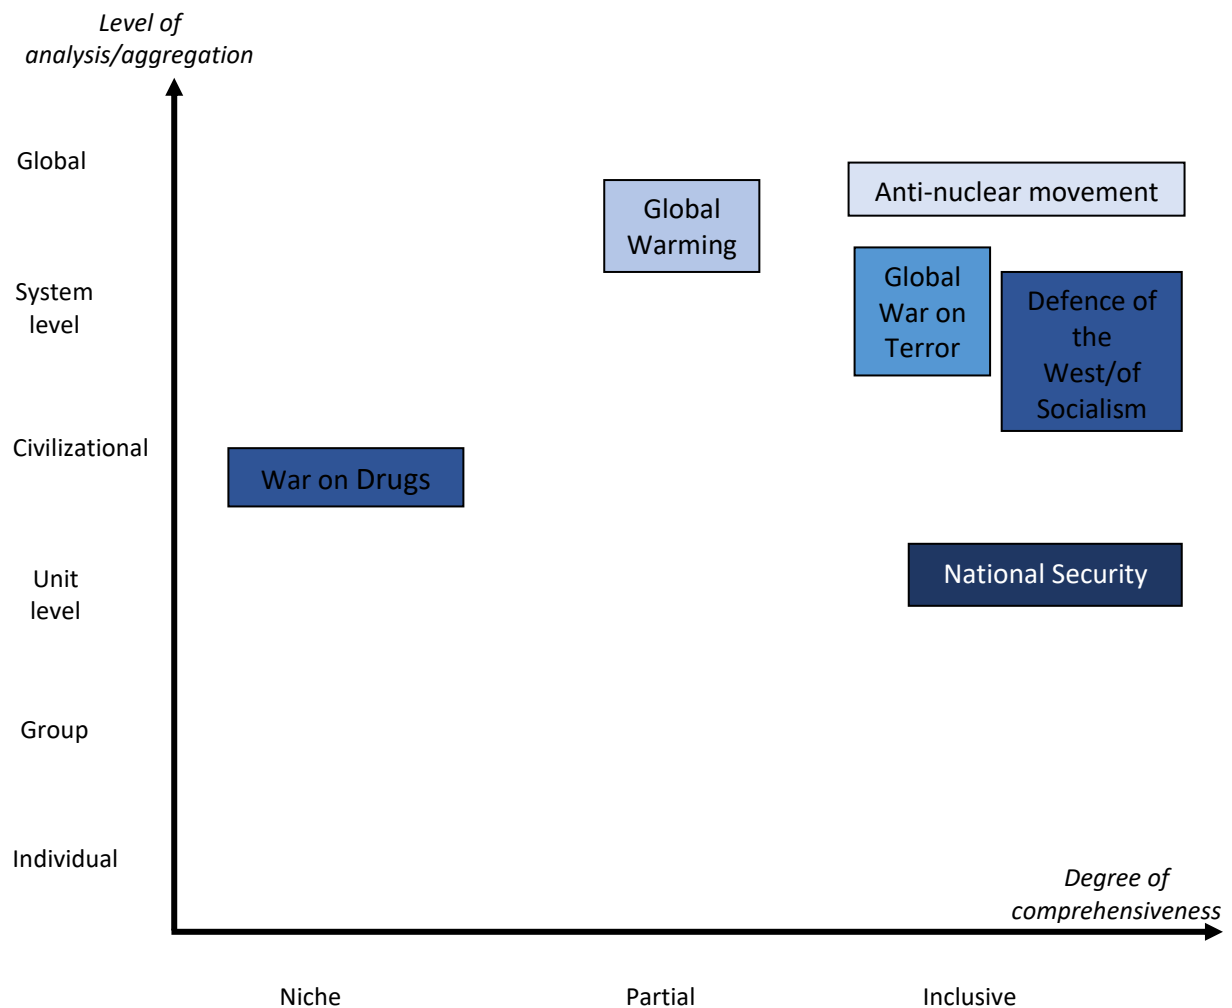 Level of
analysis/aggregation
Global
Anti-nuclear movement
Global
Warming
Global
War on
Terror
System
level
Defence of
the
West/of
Socialism
Civilizational
War on Drugs
National Security
Unit
level
Group
Individual
Degree of
comprehensiveness
Niche
Partial
Inclusive